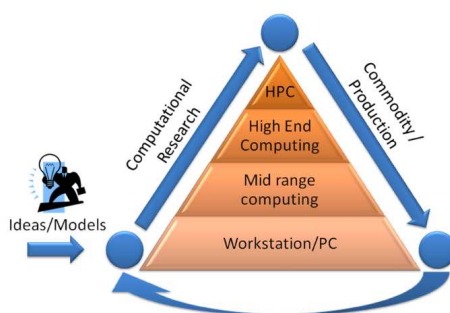 Computational
Research
Commodity/
Production
HPC
High End
Computing
Mid range
computing
Workstation/PC
Ideas/Models